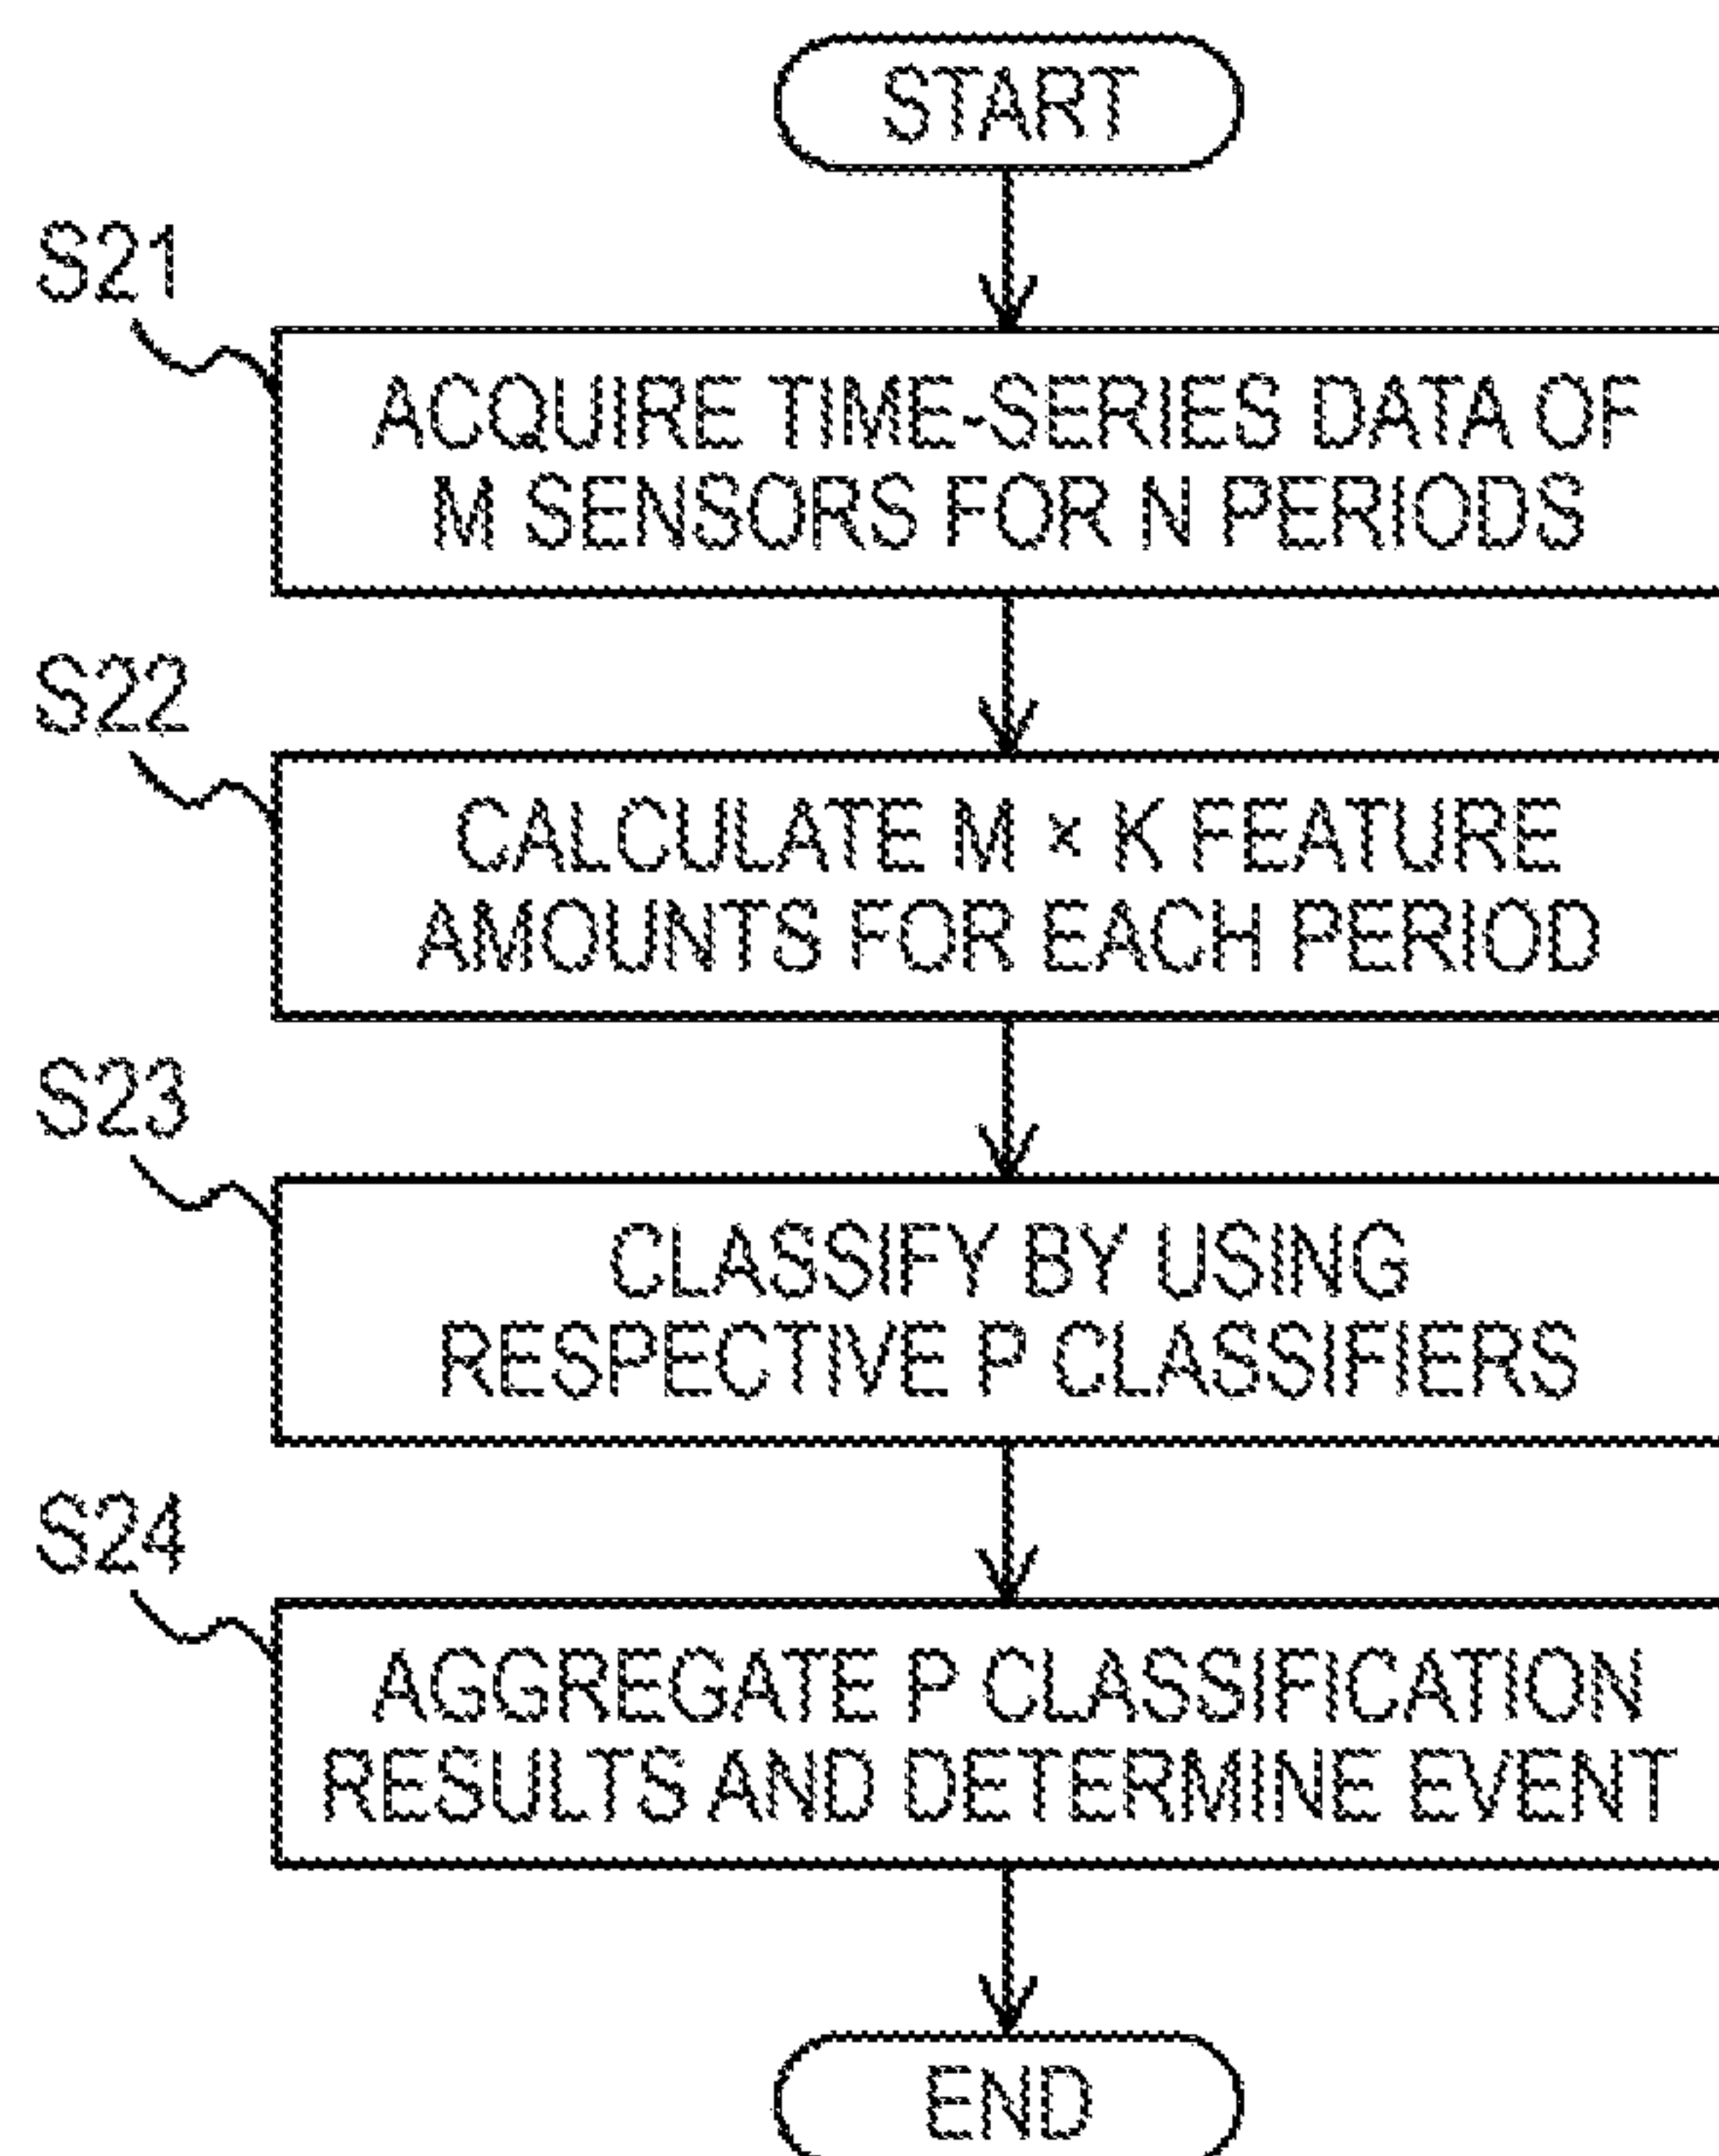 START
S21
ACQUIRE TIME-SERIES DATA OF
M SENSORS FOR N PERIODS
S22
CALCULATE M × K FEATURE
AMOUNTS FOR EACH PERIOD
S23
CLASSIFY BY USING
RESPECTIVE P CLASSIFIERS
S24
AGGREGATE P CLASSIFICATION
RESULTS AND DETERMINE EVENT
END